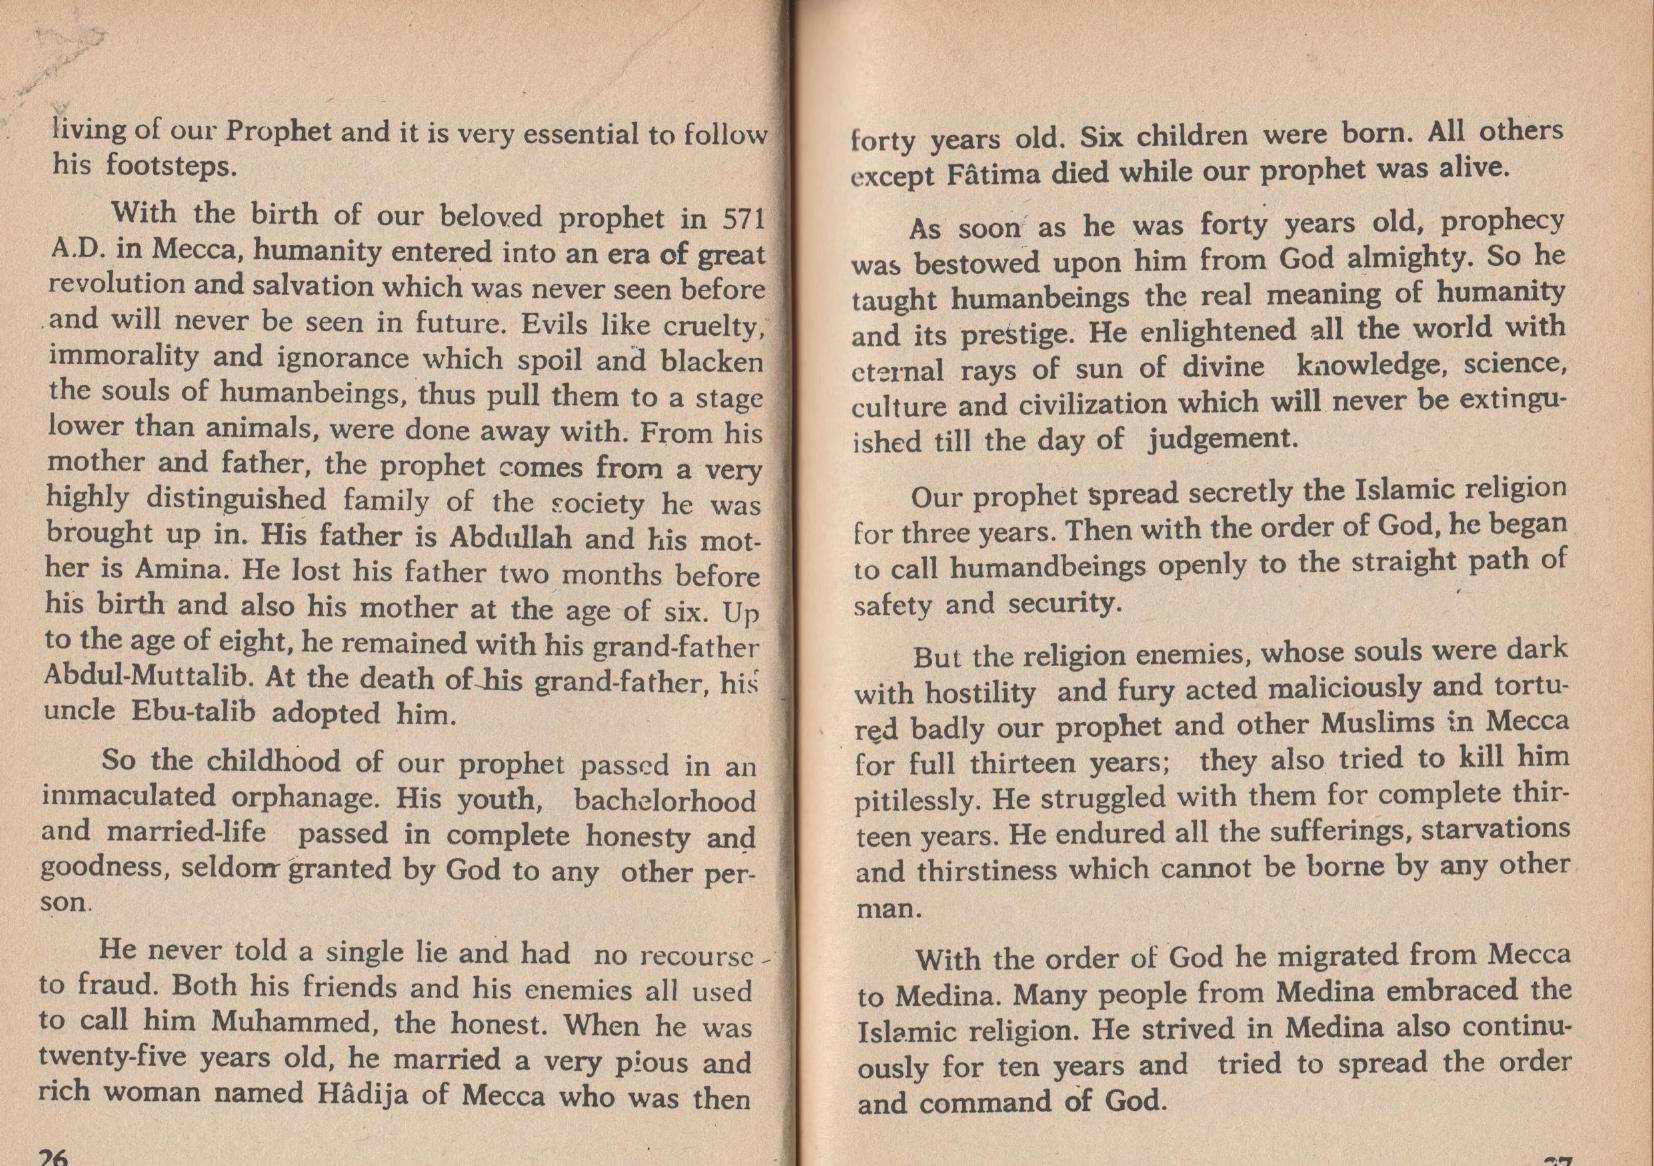 living of our Prophet and it is very essential to follow
his footsteps.
With the birth of our beloved prophet in 571
A.D. in Mecca, humanity entered into an era of great
revolution and salvation which was never seen before
and will never be seen in future. Evils like cruelty,
immorality and ignorance which spoil and blacken
the souls of humanbeings, thus pull them to a stage
lower than animals, were done away with. From his
mother and father, the prophet comes from a very
highly distinguished family of the society he was
brought up in. His father is Abdullah and his mot-
her is Amina. He lost his father two months before
his birth and also his mother at the age of six. Up
to the age of eight, he remained with his grand-father
Abdul-Muttalib. At the death of his grand-father, his
uncle Ebu-talib adopted him.
So the childhood of our prophet passed in an
immaculated orphanage. His youth, bachelorhood
and married-life passed in complete honesty and
goodness, seldom granted by God to any other per-
son.
He never told a single lie and had no recourse
to fraud. Both his friends and his enemies all used
to call him Muhammed, the honest. When he was
twenty-five years old, he married a very pious and
rich woman named Hâdija of Mecca who was then
26
forty years old. Six children were born. All others
except Fâtima died while our prophet was alive.
As soon as he was forty years old, prophecy
was bestowed upon him from God almighty. So he
taught humanbeings the real meaning of humanity
and its prestige. He enlightened all the world with
eternal rays of sun of divine knowledge, science,
culture and civilization which will never be extingu-
ished till the day of judgement.
Our prophet spread secretly the Islamic religion
for three years. Then with the order of God, he began
to call humandbeings openly to the straight path of
safety and security.
But the religion enemies, whose souls were dark
with hostility and fury acted maliciously and tortu-
red badly our prophet and other Muslims in Mecca
for full thirteen years; they also tried to kill him
pitilessly. He struggled with them for complete thir-
teen years. He endured all the sufferings, starvations
and thirstiness which cannot be borne by any other
man.
With the order of God he migrated from Mecca
to Medina. Many people from Medina embraced the
Islamic religion. He strived in Medina also continu-
ously for ten years and tried to spread the order
and command of God.
27